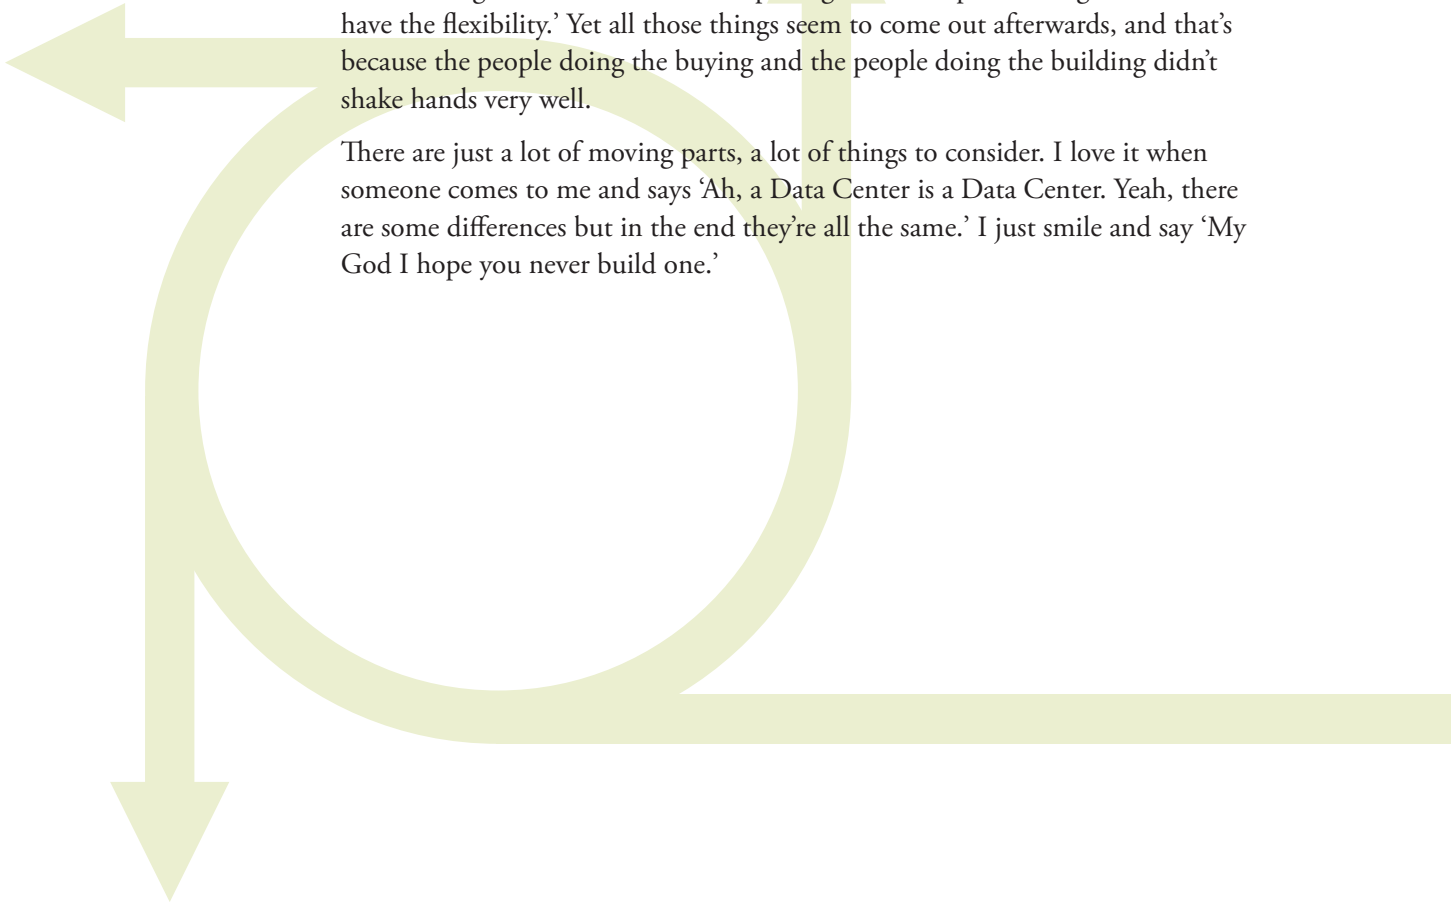 have the flexibility.’ Yet all those things seem to come out afterwards, and that’s
because the people doing the buying and the people doing the building didn’t
shake hands very well.
There are just a lot of moving parts, a lot of things to consider. I love it when
someone comes to me and says ‘Ah, a Data Center is a Data Center. Yeah, there
are some differences but in the end they’re all the same.’ I just smile and say ‘My
God I hope you never build one.’